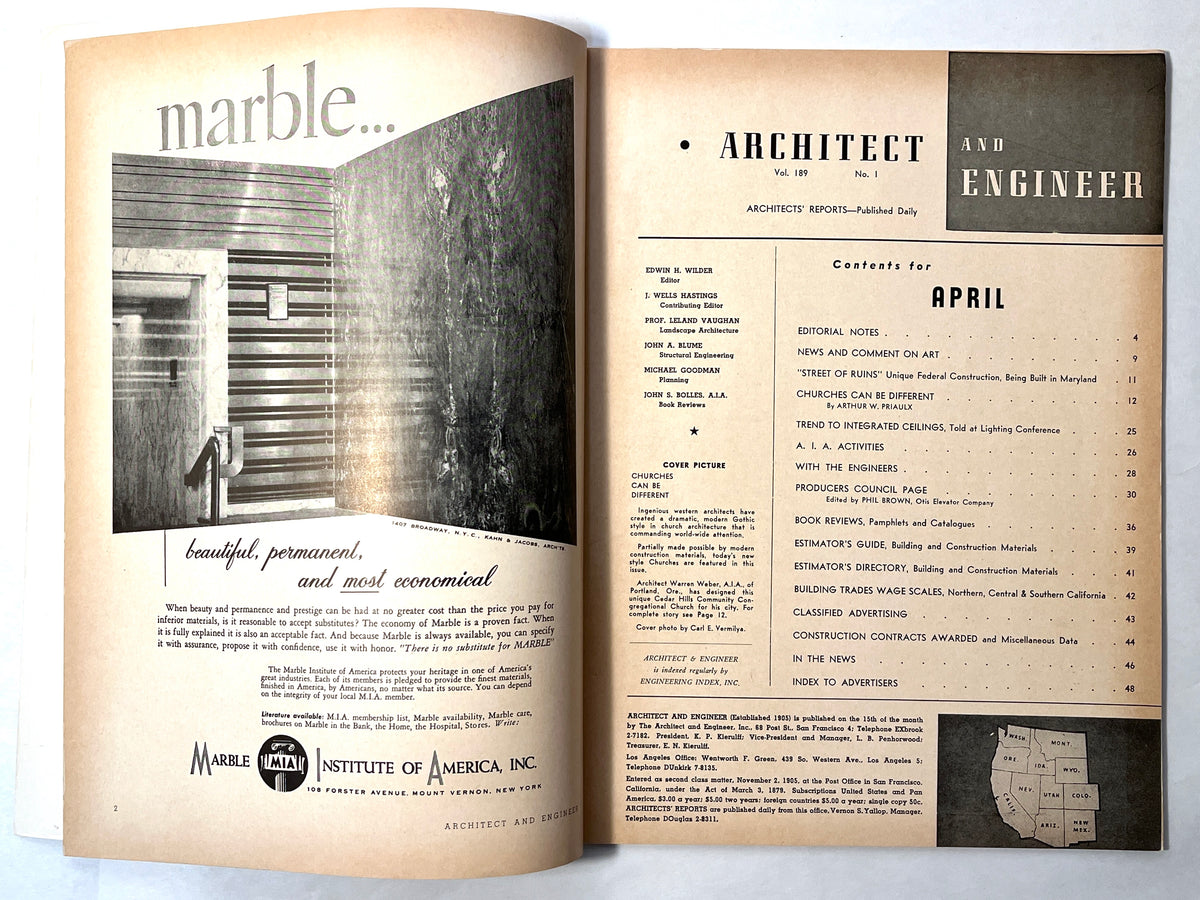 marble...
1407 BROADWAY, N.Y.C., KAHN & JACOBS, ARCH'TS
beautiful, permanent,
and most economical
When beauty and permanence and prestige can be had at no greater cost than the price you pay for
inferior materials, is it reasonable to accept substitutes? The economy of Marble is a proven fact. When
it is fully explained it is also an acceptable fact. And because Marble is always available, you can specify
it with assurance, propose it with confidence, use it with honor. "There is no substitute for MARBLE"
The Marble Institute of America protects your heritage in one of America's
great industries. Each of its members is pledged to provide the finest materials,
finished in America, by Americans, no matter what its source. You can depend
on the integrity of your local M.I.A. member.
Literature available: M.I.A. membership list, Marble availability, Marble care,
brochures on Marble in the Bank, the Home, the Hospital, Stores. Write:
MARBLE MIA INSTITUTE OF AMERICA, INC.
108 FORSTER AVENUE, MOUNT VERNON, NEW YORK
2
ARCHITECT AND ENGINEER
• ARCHITECT
AND
ENGINEER
Vol. 189 No. 1
ARCHITECTS' REPORTS—Published Daily
EDWIN H. WILDER
Editor
J. WELLS HASTINGS
Contributing Editor
PROF. LELAND VAUGHAN
Landscape Architecture
JOHN A. BLUME
Structural Engineering
MICHAEL GOODMAN
Planning
JOHN S. BOLLES, A.I.A.
Book Reviews
★
COVER PICTURE
CHURCHES
CAN BE
DIFFERENT
Ingenious western architects have
created a dramatic, modern Gothic
style in church architecture that is
commanding world-wide attention.
Partially made possible by modern
construction materials, today's new
style Churches are featured in this
issue.
Architect Warren Weber, A.I.A., of
Portland, Ore., has designed this
unique Cedar Hills Community Con-
gregational Church for his city. For
complete story see Page 12.
Cover photo by Carl E. Vermilya.
ARCHITECT & ENGINEER
is indexed regularly by
ENGINEERING INDEX, INC.
Contents for
APRIL
EDITORIAL NOTES . . . . . . . . . . . 4
NEWS AND COMMENT ON ART . . . . . . . . . 9
"STREET OF RUINS" Unique Federal Construction, Being Built in Maryland . 11
CHURCHES CAN BE DIFFERENT . . . . . . . . . 12
By ARTHUR W. PRIAULX
TREND TO INTEGRATED CEILINGS, Told at Lighting Conference . . . 25
A. I. A. ACTIVITIES . . . . . . . . . . . 26
WITH THE ENGINEERS . . . . . . . . . . 28
PRODUCERS COUNCIL PAGE . . . . . . . . . 30
Edited by PHIL BROWN, Otis Elevator Company
BOOK REVIEWS, Pamphlets and Catalogues . . . . . . . 36
ESTIMATOR'S GUIDE, Building and Construction Materials . . . . 39
ESTIMATOR'S DIRECTORY, Building and Construction Materials . . . 41
BUILDING TRADES WAGE SCALES, Northern, Central & Southern California . 42
CLASSIFIED ADVERTISING . . . . . . . . . 43
CONSTRUCTION CONTRACTS AWARDED and Miscellaneous Data . . 44
IN THE NEWS . . . . . . . . . . . 46
INDEX TO ADVERTISERS . . . . . . . . . 48
ARCHITECT AND ENGINEER (Established 1905) is published on the 15th of the month
by The Architect and Engineer, Inc., 68 Post St., San Francisco 4; Telephone EXbrook
2-7182. President, K. P. Kierulff; Vice-President and Manager, L. B. Penhorwood;
Treasurer, E. N. Kierulff.
Los Angeles Office: Wentworth F. Green, 439 So. Western Ave., Los Angeles 5;
Telephone DUnkirk 7-8135.
Entered as second class matter, November 2, 1905, at the Post Office in San Francisco,
California, under the Act of March 3, 1879. Subscriptions United States and Pan
America, $3.00 a year; $5.00 two years; foreign countries $5.00 a year; single copy 50c.
ARCHITECTS' REPORTS are published daily from this office, Vernon S. Yallop, Manager,
Telephone DOuglas 2-8311.
WASH.
MONT.
ORE.
IDA.
WYO.
NEV.
UTAH
COLO.
CALIF.
ARIZ.
NEW
MEX.